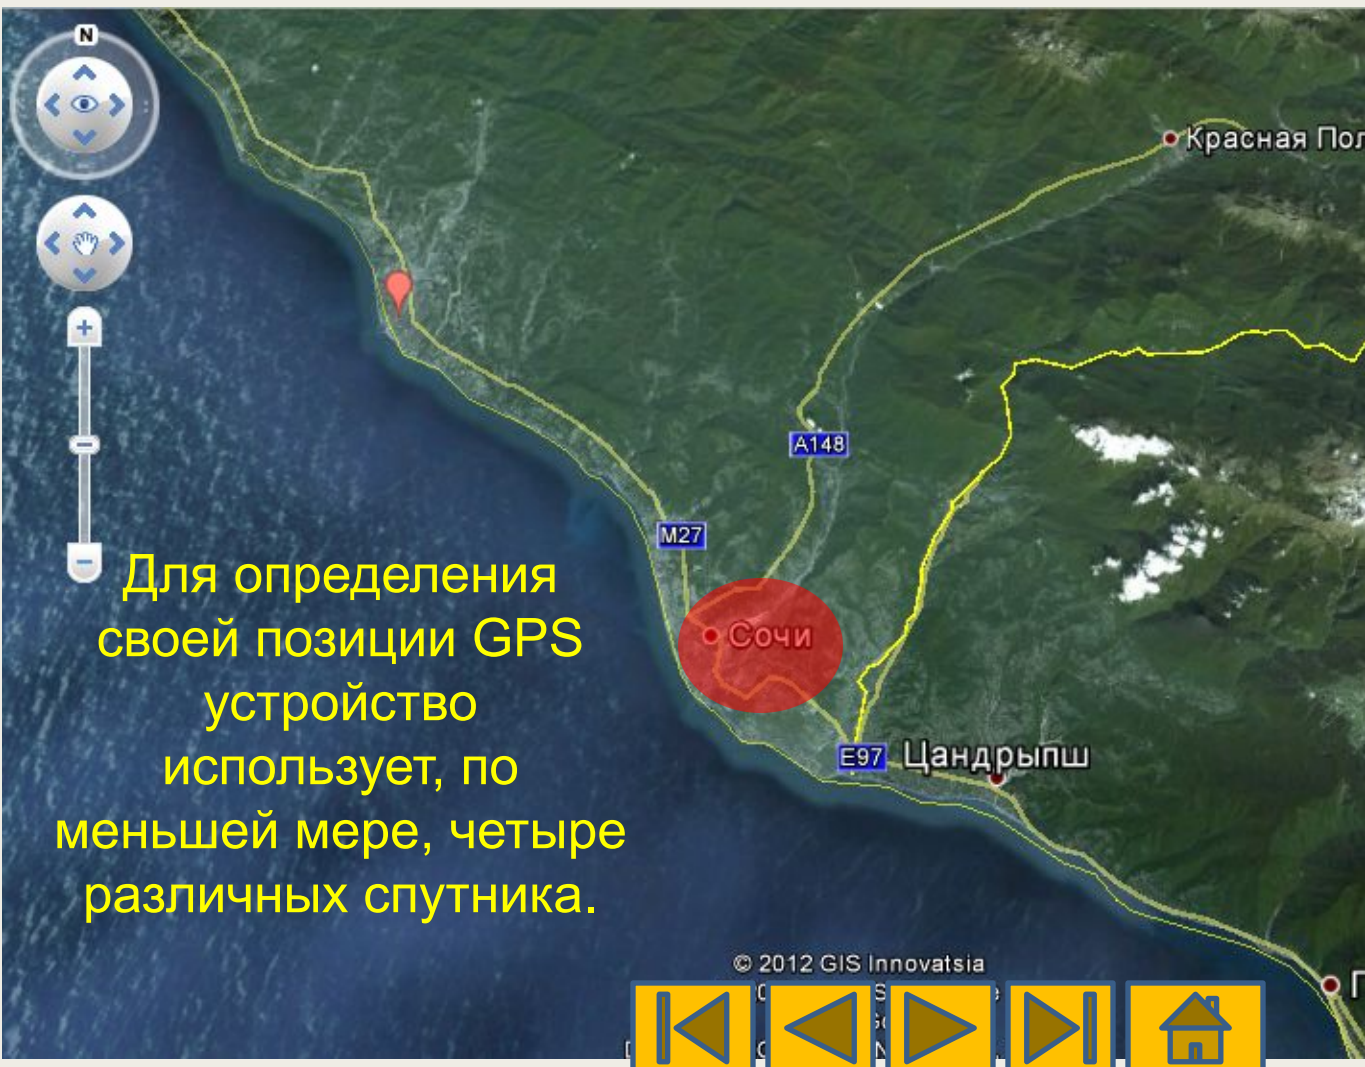 N
Красная
A148
M27
Для определения
своей позиции GPS
устройство
использует, по
меньшей мере, четыре
различных спутника.
Сочи
E97 Цандрыпш
© 2012 GIS Innovatsia